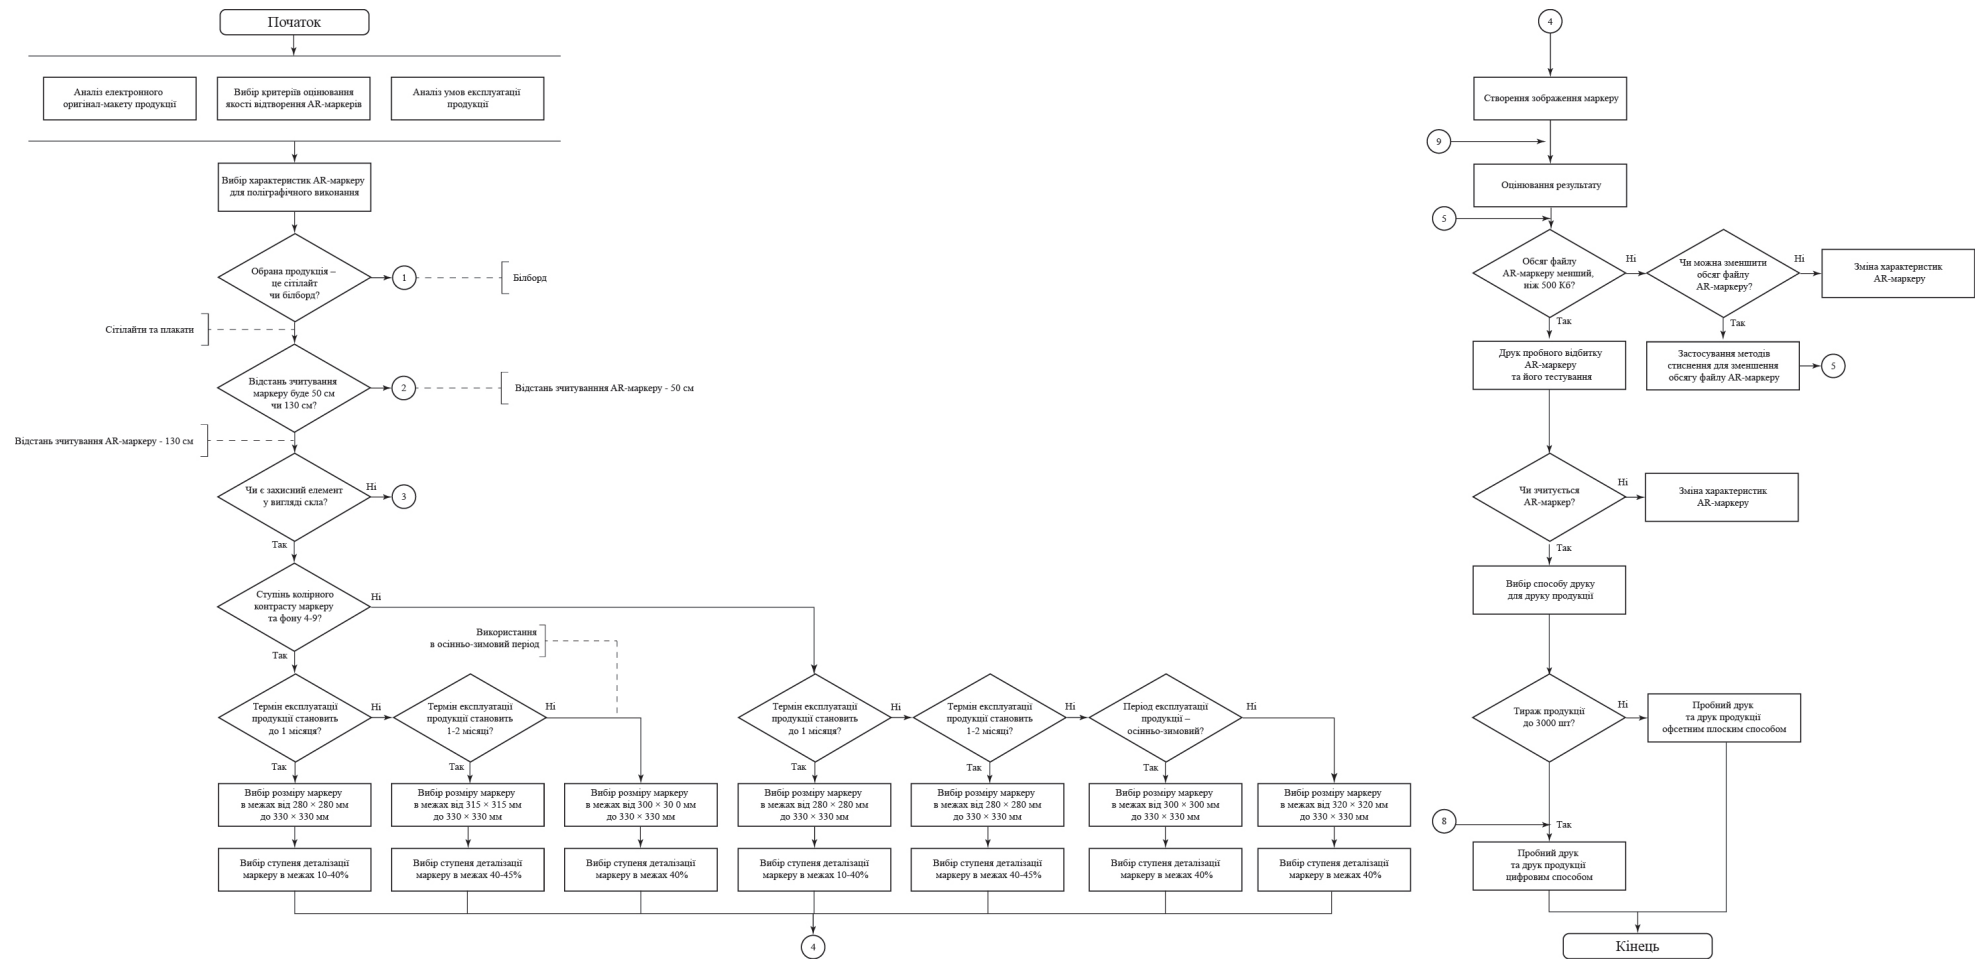 Початок
Аналіз електронного
оригінал-макету продукції
Вибір критеріїв оцінювання
якості відтворення AR-маркерів
Аналіз умов експлуатації
продукції
Вибір характеристик AR-маркеру
для поліграфічного виконання
Обрана продукція –
це сітілайт
чи білборд?
1
Білборд
Сітілайти та плакати
Відстань зчитування
маркеру буде 50 см
чи 130 см?
2
Відстань зчитуванння AR-маркеру - 50 см
Відстань зчитування AR-маркеру - 130 см
Чи є захисний елемент
у вигляді скла?
Ні
3
Так
Ступінь колірного
контрасту маркеру
та фону 4-9?
Ні
Так
Використання
в осінньо-зимовий період
Термін експлуатації
продукції становить
до 1 місяця?
Ні
Так
Термін експлуатації
продукції становить
1-2 місяці?
Ні
Так
Термін експлуатації
продукції становить
до 1 місяця?
Ні
Так
Термін експлуатації
продукції становить
1-2 місяці?
Ні
Так
Період експлуатації
продукції –
осінньо-зимовий?
Ні
Так
Вибір розміру маркеру
в межах від 280 × 280 мм
до 330 × 330 мм
Вибір розміру маркеру
в межах від 315 × 315 мм
до 330 × 330 мм
Вибір розміру маркеру
в межах від 300 × 30 0 мм
до 330 × 330 мм
Вибір розміру маркеру
в межах від 280 × 280 мм
до 330 × 330 мм
Вибір розміру маркеру
в межах від 280 × 280 мм
до 330 × 330 мм
Вибір розміру маркеру
в межах від 300 × 300 мм
до 330 × 330 мм
Вибір розміру маркеру
в межах від 320 × 320 мм
до 330 × 330 мм
Вибір ступеня деталізації
маркеру в межах 10-40%
Вибір ступеня деталізації
маркеру в межах 40-45%
Вибір ступеня деталізації
маркеру в межах 40%
Вибір ступеня деталізації
маркеру в межах 10-40%
Вибір ступеня деталізації
маркеру в межах 40-45%
Вибір ступеня деталізації
маркеру в межах 40%
Вибір ступеня деталізації
маркеру в межах 40%
4
4
Створення зображення маркеру
9
Оцінювання результату
5
Обсяг файлу
AR-маркеру менший,
ніж 500 Кб?
Ні
Так
Чи можна зменшити
обсяг файлу
AR-маркеру?
Ні
Так
Зміна характеристик
AR-маркеру
Друк пробного відбитку
AR-маркеру
та його тестування
Застосування методів
стиснення для зменшення
обсягу файлу AR-маркеру
5
Чи зчитується
AR-маркер?
Ні
Зміна характеристик
AR-маркеру
Так
Вибір способу друку
для друку продукції
Тираж продукції
до 3000 шт?
Ні
Пробний друк
та друк продукції
офсетним плоским способом
8
Так
Пробний друк
та друк продукції
цифровим способом
Кінець